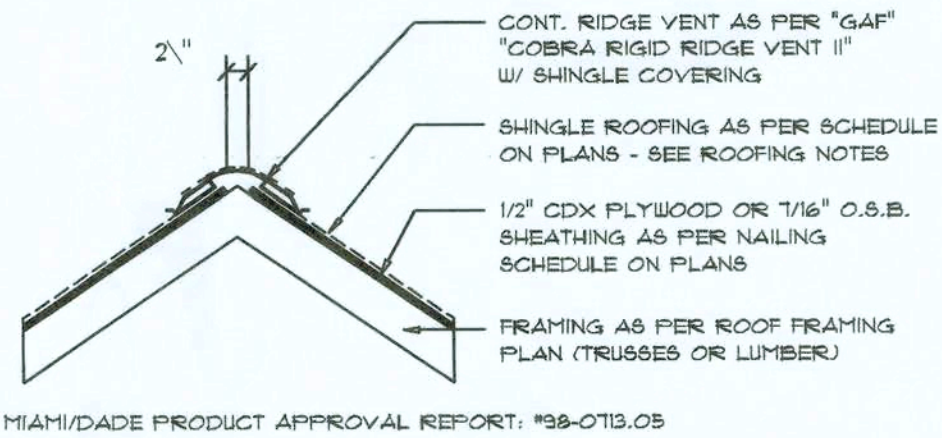 2\"
CONT. RIDGE VENT AS PER "GAF"
"COBRA RIGID RIDGE VENT II"
W/ SHINGLE COVERING
SHINGLE ROOFING AS PER SCHEDULE
ON PLANS - SEE ROOFING NOTES
1/2" CDX PLYWOOD OR 7/16" O.S.B.
SHEATHING AS PER NAILING
SCHEDULE ON PLANS
FRAMING AS PER ROOF FRAMING
PLAN (TRUSSES OR LUMBER)
MIAMI/DADE PRODUCT APPROVAL REPORT: #98-0713.05